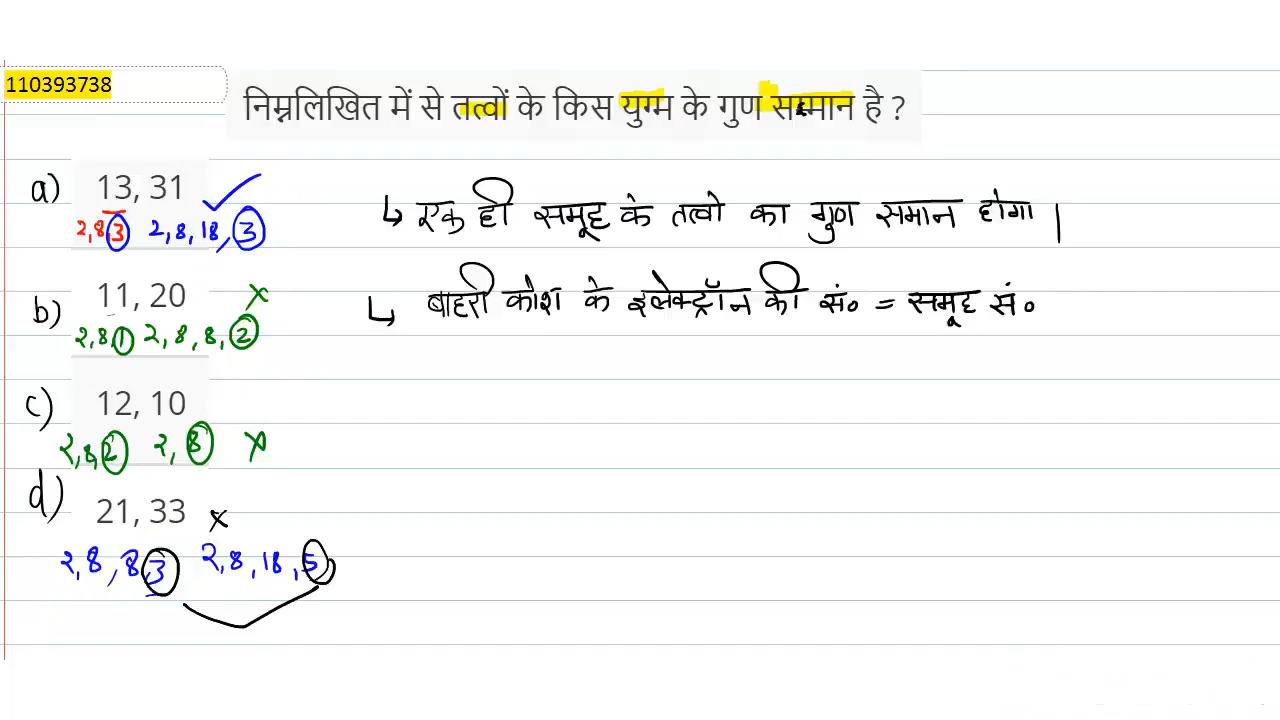 110393738
निम्नलिखित में से तत्वों के किस युग्म के गुण समान है ?
a) 13, 31
2,8,3 2,8,18,3
↳ एक ही समूह के तत्वो का गुण समान होगा |
b) 11, 20 ×
2,8,1 2,8,8,2
↳ बाहरी कोश के इलेक्ट्रॉन की सं० = समूह सं०
c) 12, 10
2,8,2 2,8 ×
d) 21, 33 ×
2,8,8,3 2,8,18,5